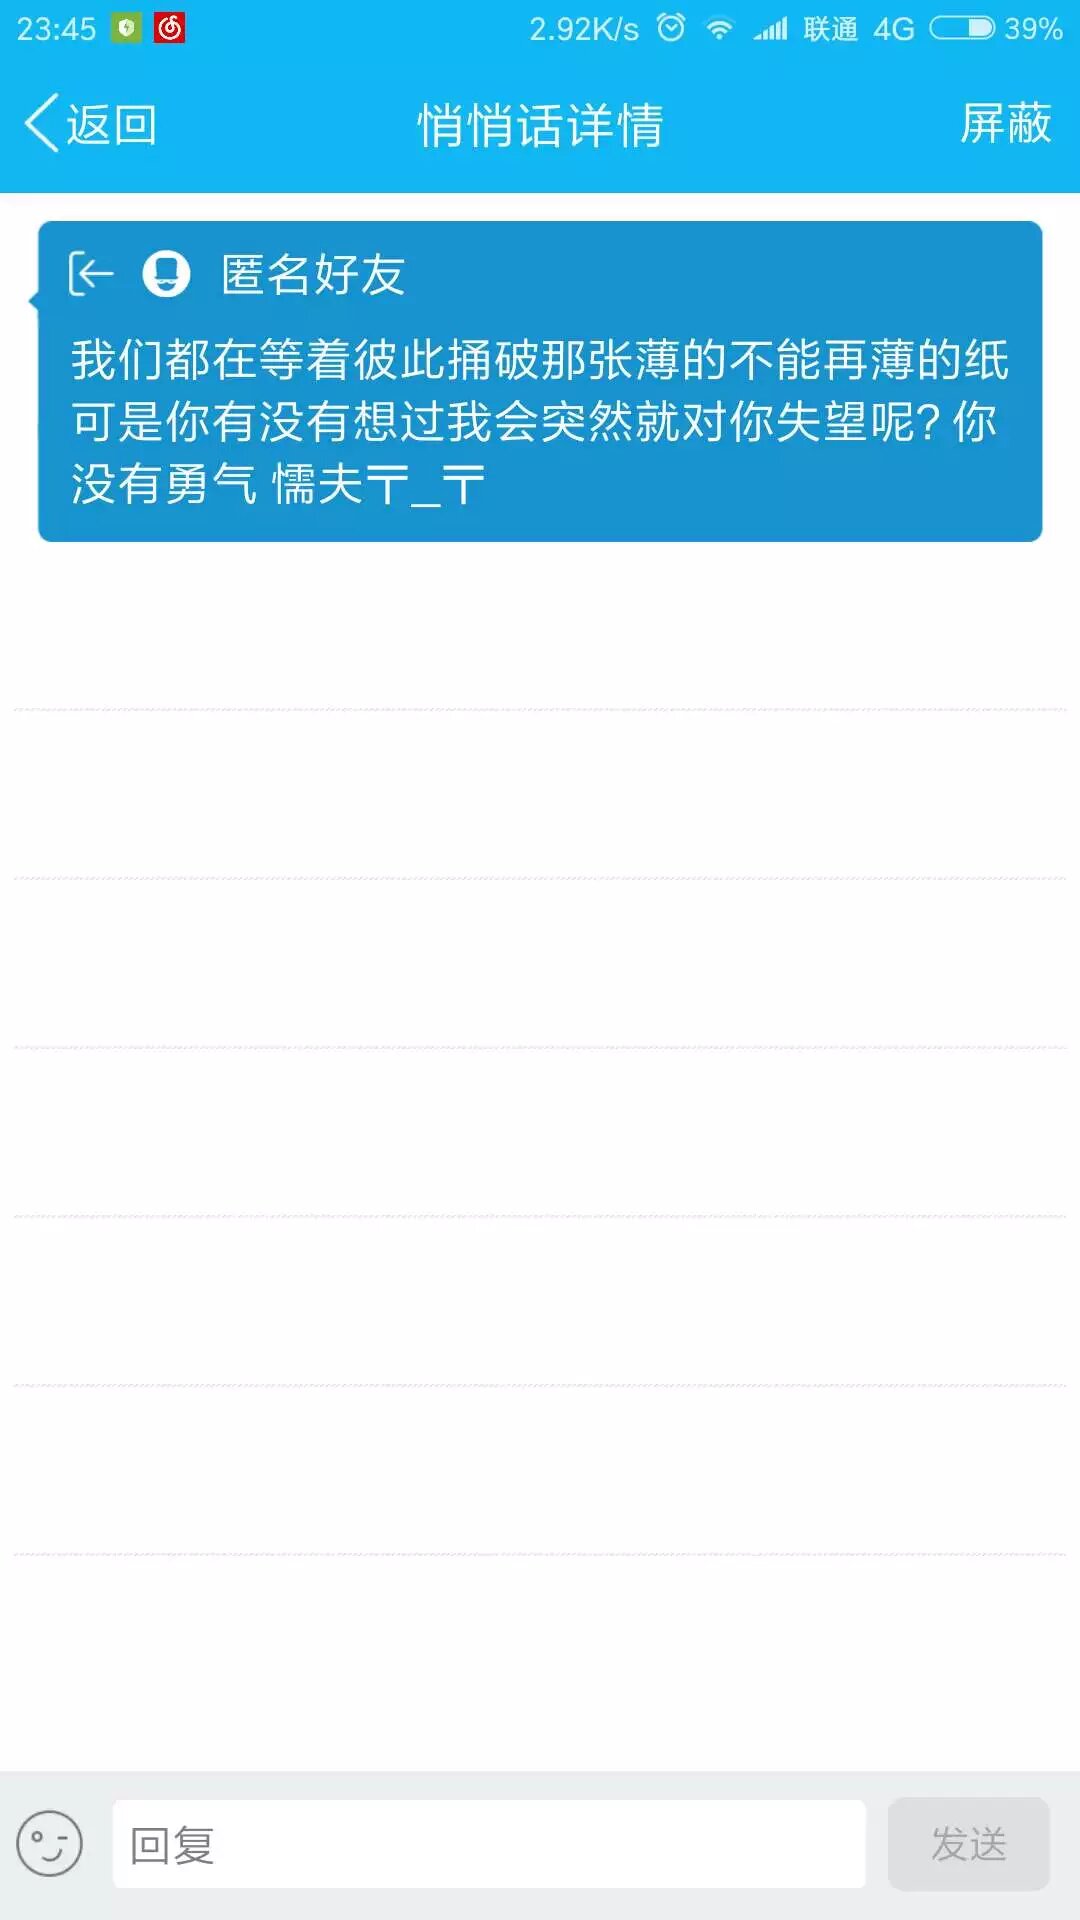 23:45 2.92K/s 联通 4G 39%
返回 悄悄话详情 屏蔽
匿名好友
我们都在等着彼此捅破那张薄的不能再薄的纸
可是你有没有想过我会突然就对你失望呢? 你
没有勇气 懦夫〒_〒
回复 发送